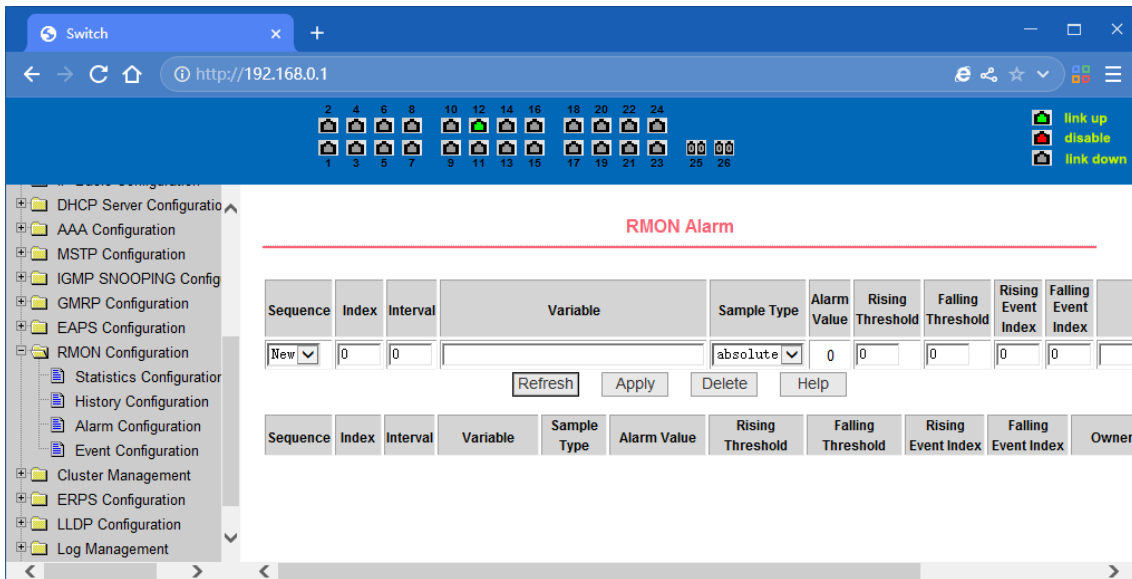 Switch
http://192.168.0.1
2 4 6 8 10 12 14 16 18 20 22 24
1 3 5 7 9 11 13 15 17 19 21 23 25 26
link up
disable
link down
DHCP Server Configuratio
AAA Configuration
MSTP Configuration
IGMP SNOOPING Config
GMRP Configuration
EAPS Configuration
RMON Configuration
Statistics Configuration
History Configuration
Alarm Configuration
Event Configuration
Cluster Management
ERPS Configuration
LLDP Configuration
Log Management
RMON Alarm
Sequence Index Interval Variable Sample Type Alarm Value Rising Threshold Falling Threshold Rising Event Index Falling Event Index
New 0 0 absolute 0 0 0 0 0
Refresh Apply Delete Help
Sequence Index Interval Variable Sample Type Alarm Value Rising Threshold Falling Threshold Rising Event Index Falling Event Index Owner